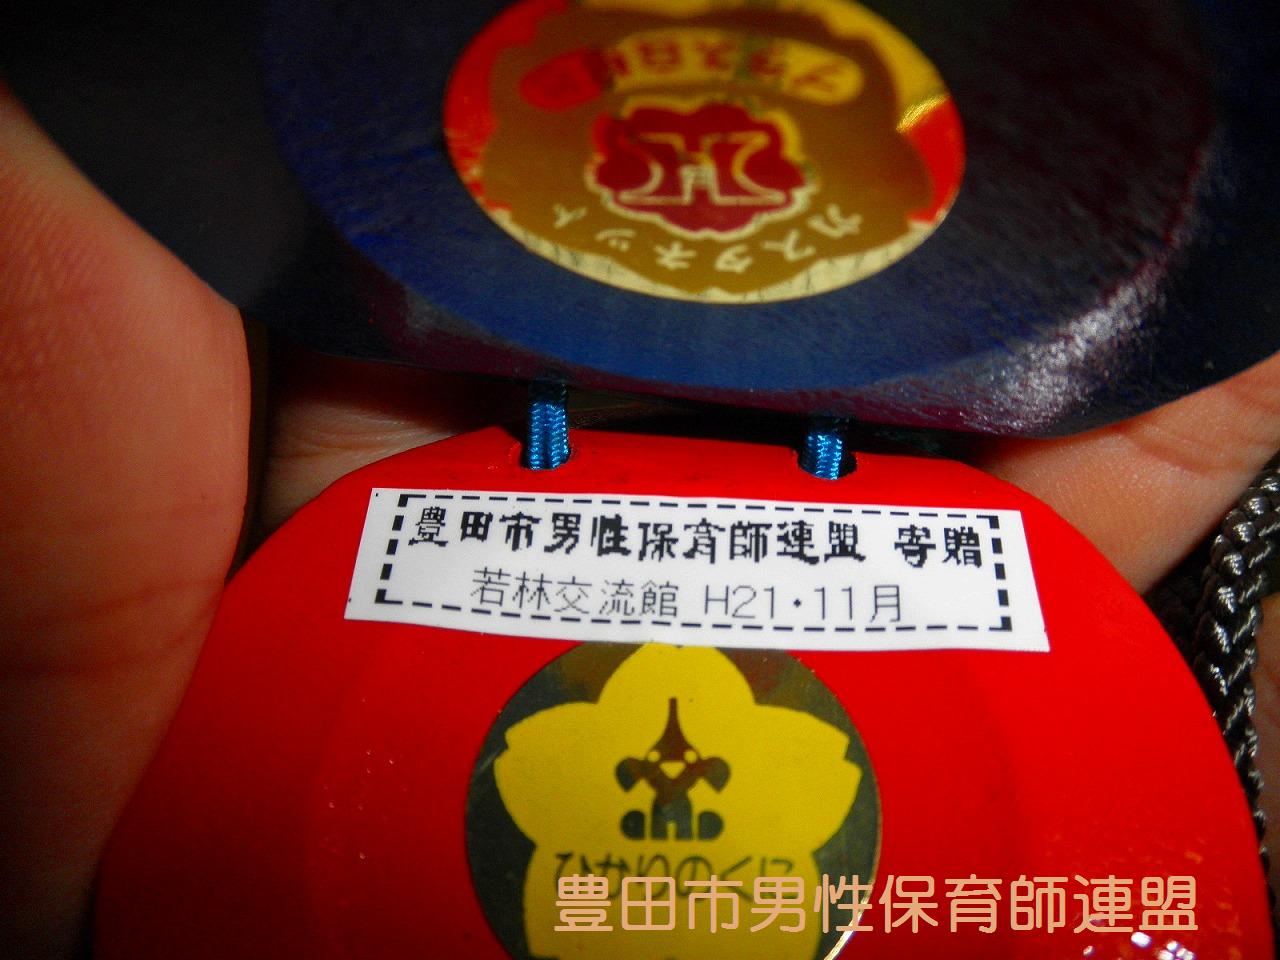 カスタネット
豊田市男性保育師連盟 寄贈
若林交流館 H21・11月
ひかりのくに
豊田市男性保育師連盟